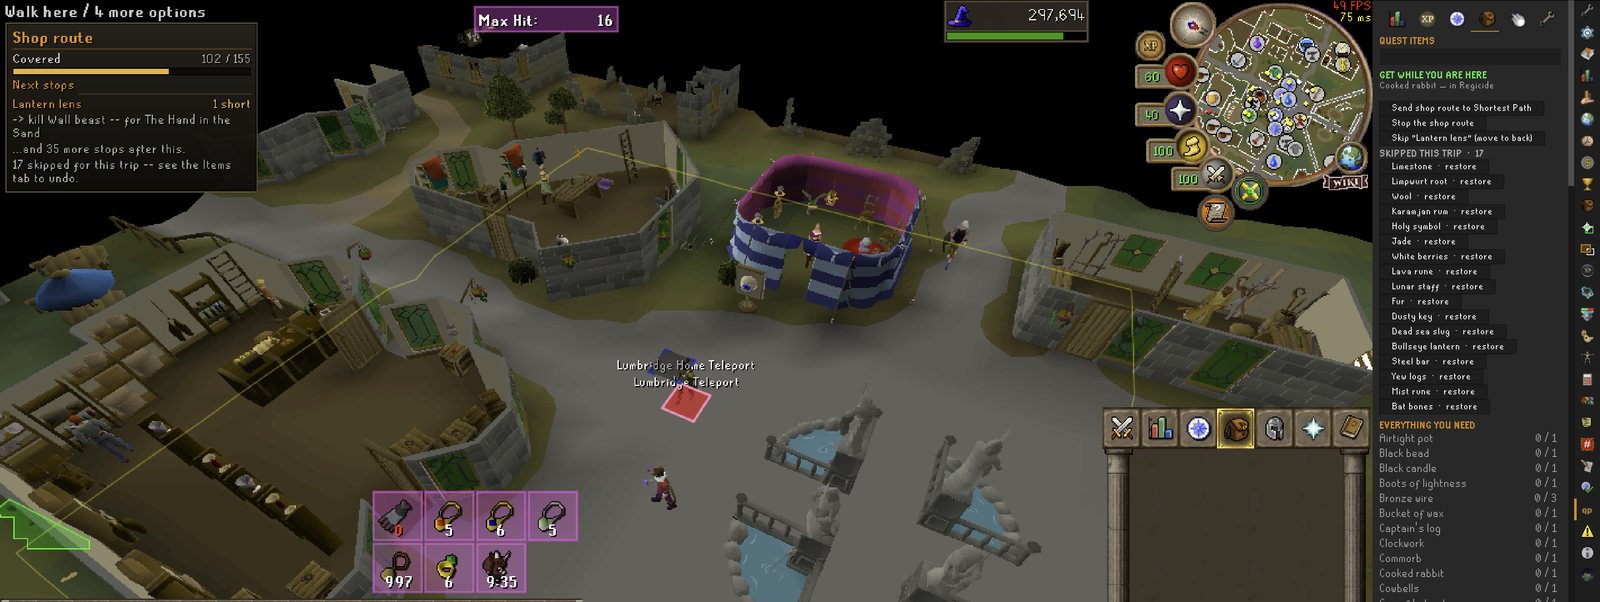 Walk here / 4 more options
Shop route
Covered 102 / 155
Next stops
Lantern lens 1 short
-> kill Wall beast -- for The Hand in the
Sand
...and 35 more stops after this.
17 skipped for this trip -- see the Items
tab to undo.
Max Hit: 16
297,694
49 FPS
75 ms
XP
60
40
100
100
WIKI
Lumbridge Home Teleport
Lumbridge Teleport
0
5
6
5
997
6
9:35
XP
QUEST ITEMS
GET WHILE YOU ARE HERE
Cooked rabbit — in Regicide
Send shop route to Shortest Path
Stop the shop route
Skip "Lantern lens" (move to back)
SKIPPED THIS TRIP · 17
Limestone · restore
Limpwurt root · restore
Wool · restore
Karamjan rum · restore
Holy symbol · restore
Jade · restore
White berries · restore
Lava rune · restore
Lunar staff · restore
Fur · restore
Dusty key · restore
Dead sea slug · restore
Bullseye lantern · restore
Steel bar · restore
Yew logs · restore
Mist rune · restore
Bat bones · restore
EVERYTHING YOU NEED
Airtight pot 0 / 1
Black bead 0 / 1
Black candle 0 / 1
Boots of lightness 0 / 1
Bronze wire 0 / 3
Bucket of wax 0 / 1
Captain's log 0 / 1
Clockwork 0 / 1
Commorb 0 / 1
Cooked rabbit 0 / 1
Cowbells 0 / 1
qp